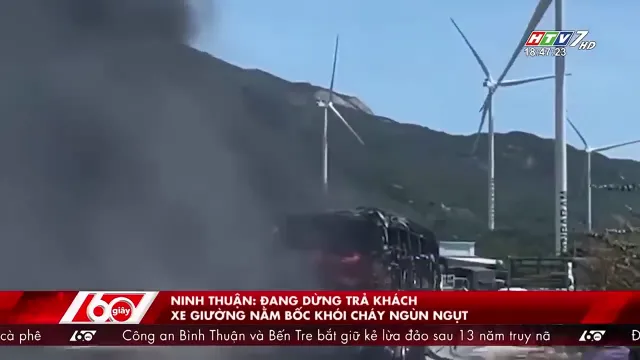 HTV7 HD
18:47:23
60 giây
NINH THUẬN: ĐANG DỪNG TRẢ KHÁCH
XE GIƯỜNG NẰM BỐC KHÓI CHÁY NGÙN NGỤT
cà phê 60 giây Công an Bình Thuận và Bến Tre bắt giữ kẻ lừa đảo sau 13 năm truy nã 60 giây